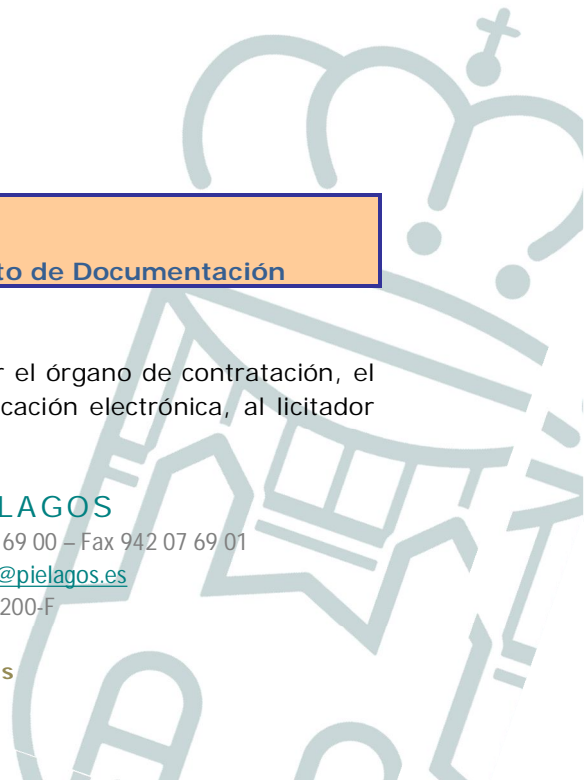 to de Documentación
r el órgano de contratación, el
cación electrónica, al licitador
LAGOS
69 00 – Fax 942 07 69 01
@pielagos.es
200-F
s